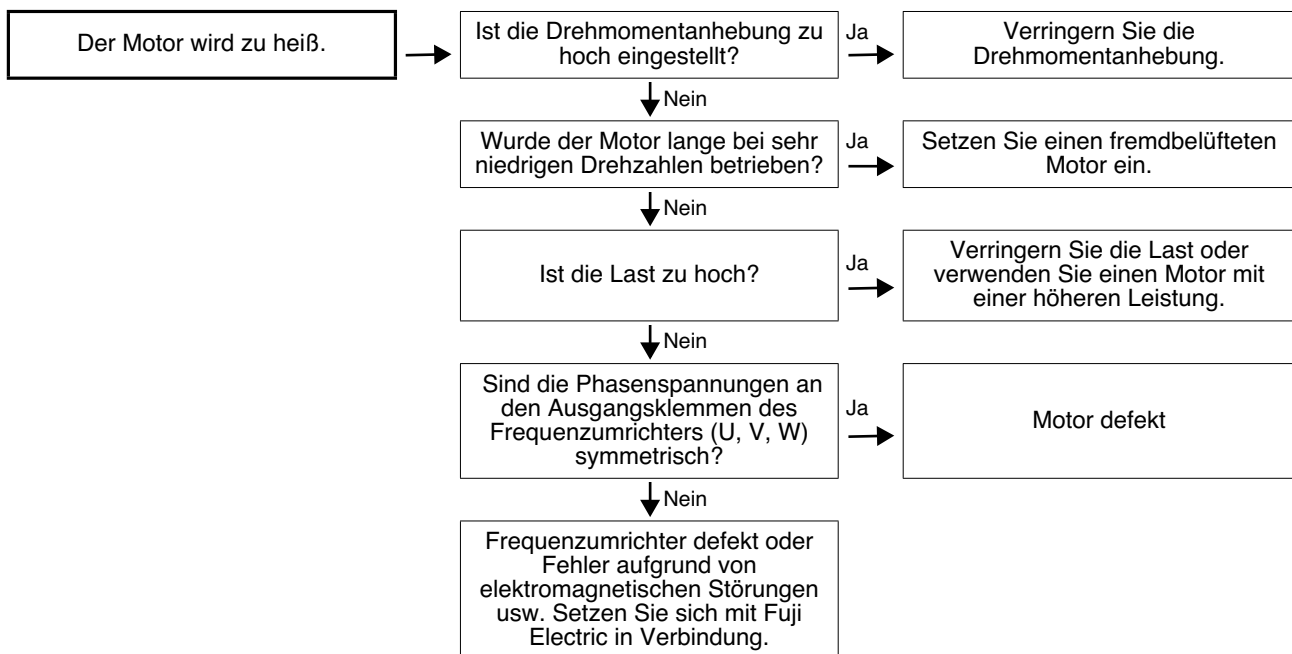 Der Motor wird zu heiß.
Ist die Drehmomentanhebung zu
hoch eingestellt?
Ja
Verringern Sie die
Drehmomentanhebung.
Nein
Wurde der Motor lange bei sehr
niedrigen Drehzahlen betrieben?
Ja
Setzen Sie einen fremdbelüfteten
Motor ein.
Nein
Ist die Last zu hoch?
Ja
Verringern Sie die Last oder
verwenden Sie einen Motor mit
einer höheren Leistung.
Nein
Sind die Phasenspannungen an
den Ausgangsklemmen des
Frequenzumrichters (U, V, W)
symmetrisch?
Ja
Motor defekt
Nein
Frequenzumrichter defekt oder
Fehler aufgrund von
elektromagnetischen Störungen
usw. Setzen Sie sich mit Fuji
Electric in Verbindung.